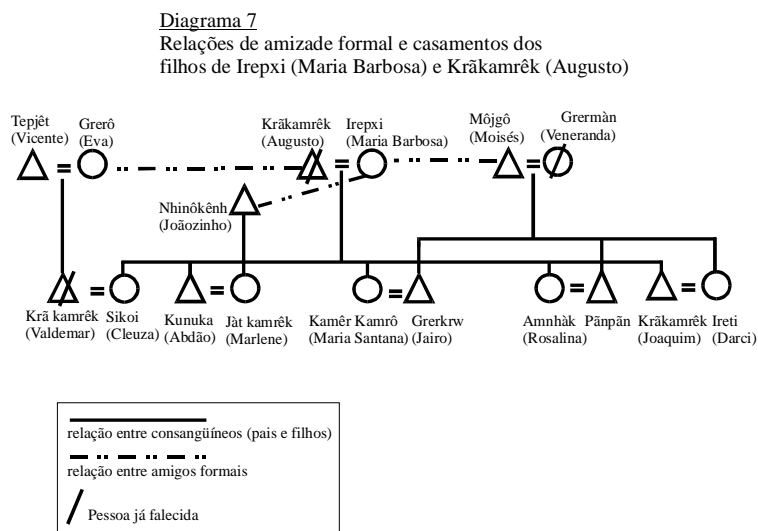 Diagrama 7
Relações de amizade formal e casamentos dos
filhos de Irepxi (Maria Barbosa) e Krãkamrêk (Augusto)
Tepjêt
(Vicente)
Grerô
(Eva)
Krãkamrêk
(Augusto)
Irepxi
(Maria Barbosa)
Môjgô
(Moisés)
Grermàn
(Veneranda)
=
=
=
Nhinôkênh
(Joãozinho)
=
=
=
=
=
Krã kamrêk
(Valdemar)
Sikoi
(Cleuza)
Kunuka
(Abdão)
Jàt kamrêk
(Marlene)
Kamêr Kamrô
(Maria Santana)
Grerkrw
(Jairo)
Amnhàk
(Rosalina)
Pãnpãn
Krãkamrêk
(Joaquim)
Ireti
(Darci)
relação entre consangüíneos (pais e filhos)
relação entre amigos formais
Pessoa já falecida